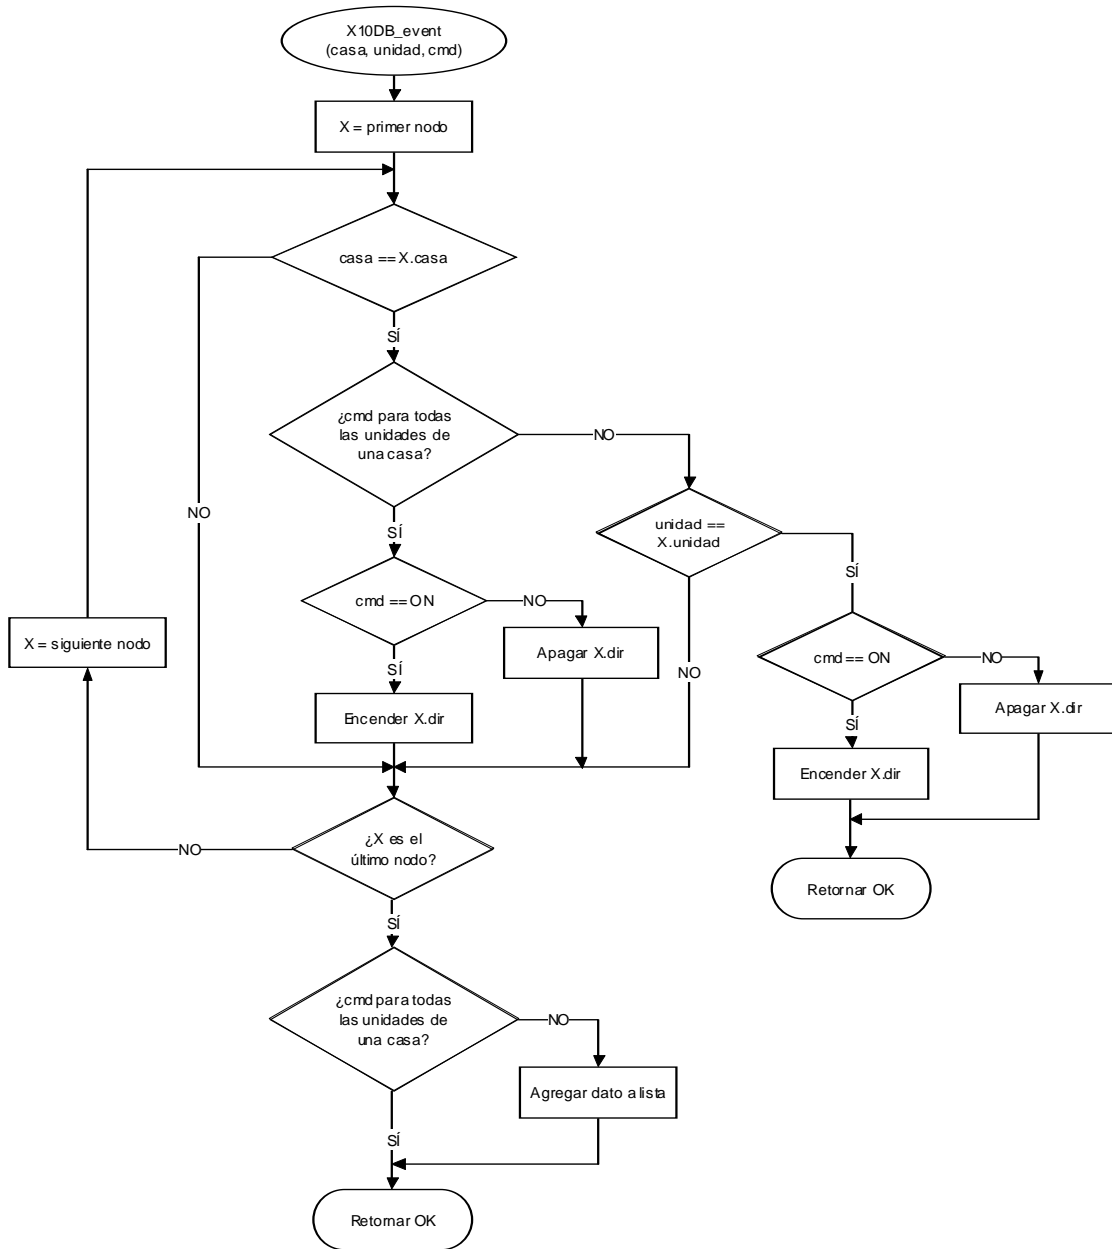 X10DB_event
(casa, unidad, cmd)
X = primer nodo
casa == X.casa
SÍ
¿cmd para todas
las unidades de
una casa?
NO
NO
unidad ==
X.unidad
SÍ
SÍ
cmd == ON
NO
X = siguiente nodo
Apagar X.dir
cmd == ON
NO
NO
SÍ
Encender X.dir
Apagar X.dir
SÍ
Encender X.dir
¿X es el
último nodo?
NO
Retornar OK
SÍ
¿cmd para todas
las unidades de
una casa?
NO
Agregar dato a lista
SÍ
Retornar OK